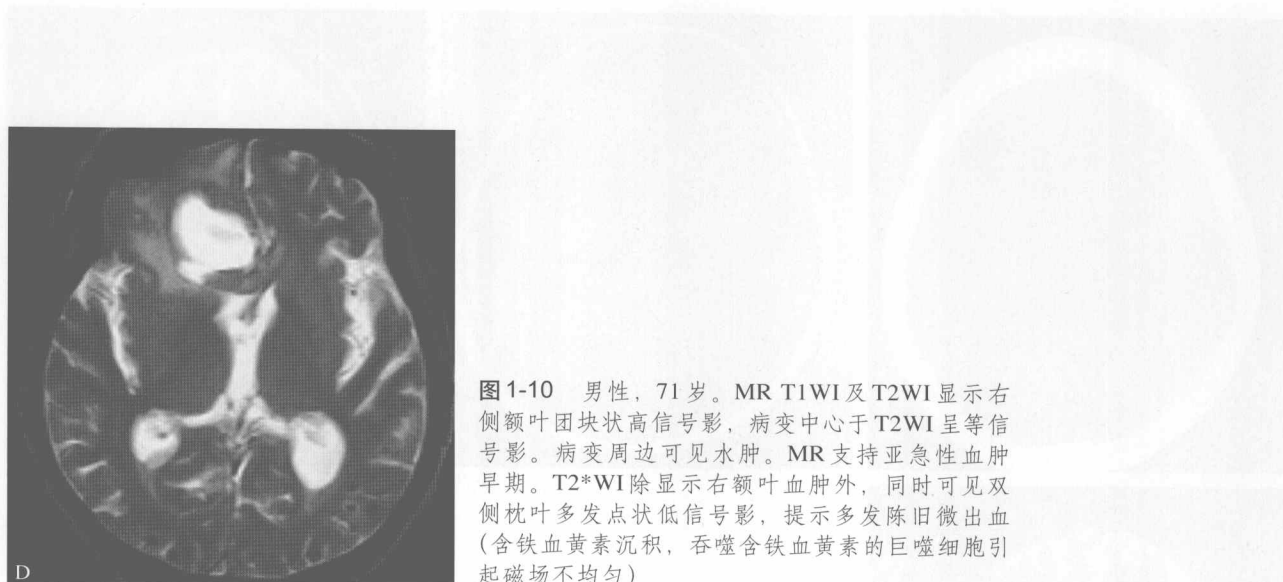 D
图1-10 男性，71岁。MR T1WI及T2WI显示右
侧额叶团块状高信号影，病变中心于T2WI呈等信
号影。病变周边可见水肿。MR支持亚急性血肿
早期。T2*WI除显示右额叶血肿外，同时可见双
侧枕叶多发点状低信号影，提示多发陈旧微出血
(含铁血黄素沉积，吞噬含铁血黄素的巨噬细胞引
起磁场不均匀)